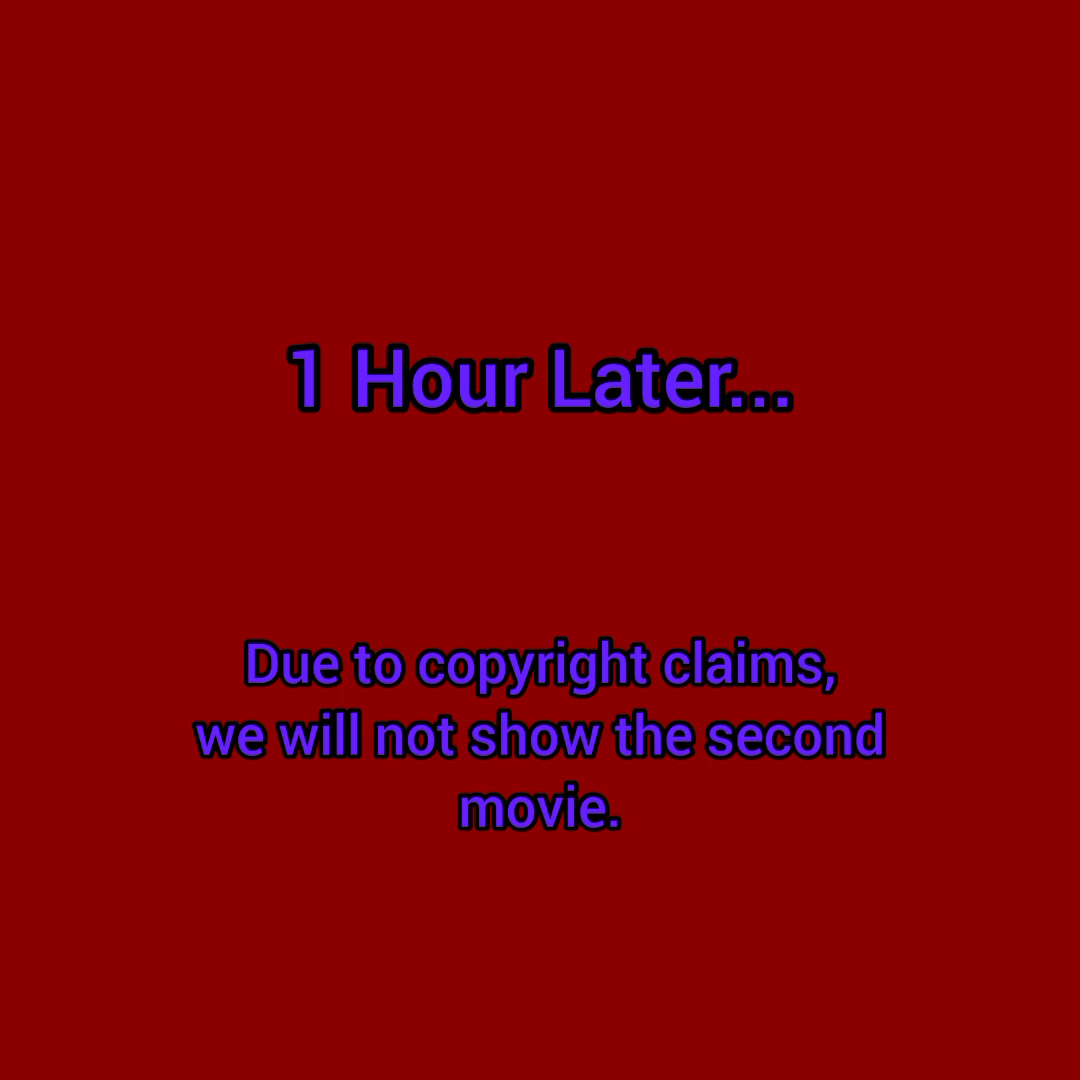 1 Hour Later...
Due to copyright claims,
we will not show the second
movie.